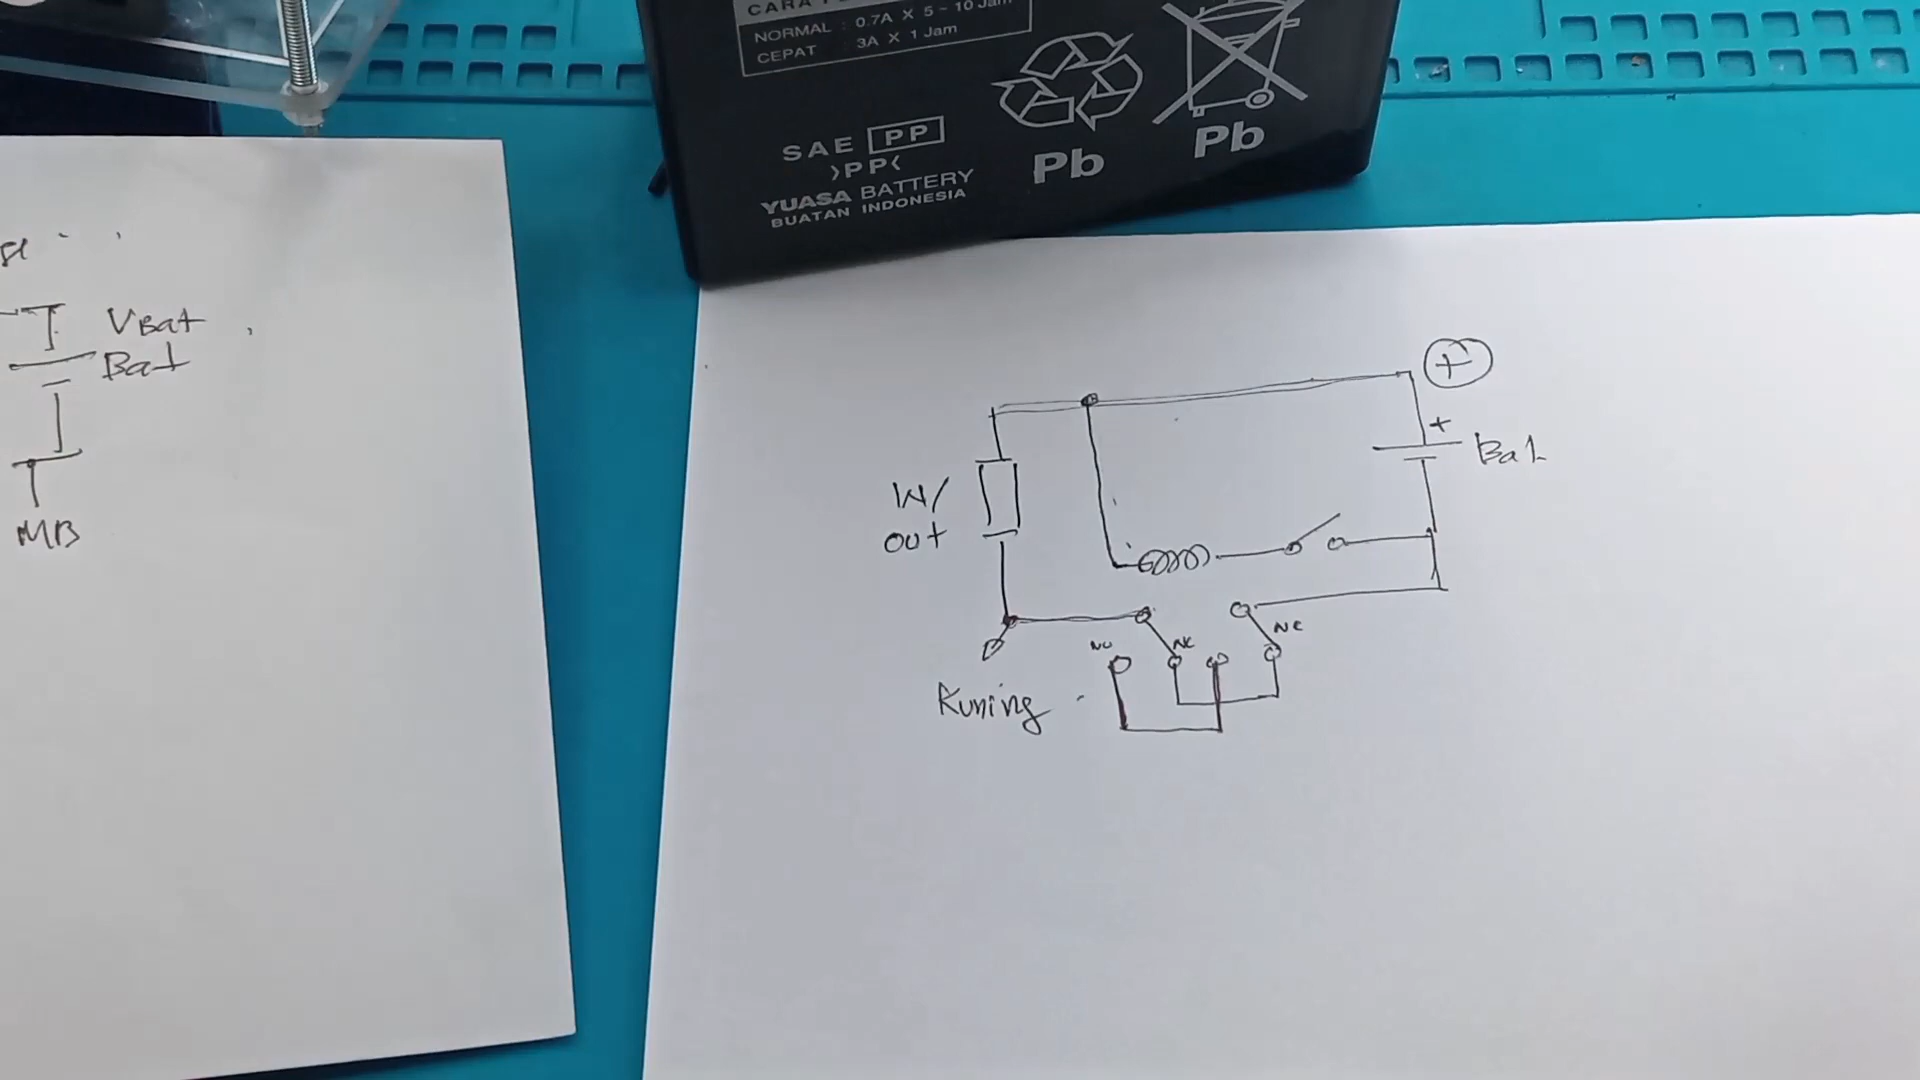 NORMAL : 0.7A X 5 - 10 Jam
CEPAT : 3A X 1 Jam
SAE PP
>PP<
YUASA BATTERY
BUATAN INDONESIA
Pb
Pb
VBat
Bat
MB
+
+
Bat
IN/
out
NO
NC
NC
Kuning